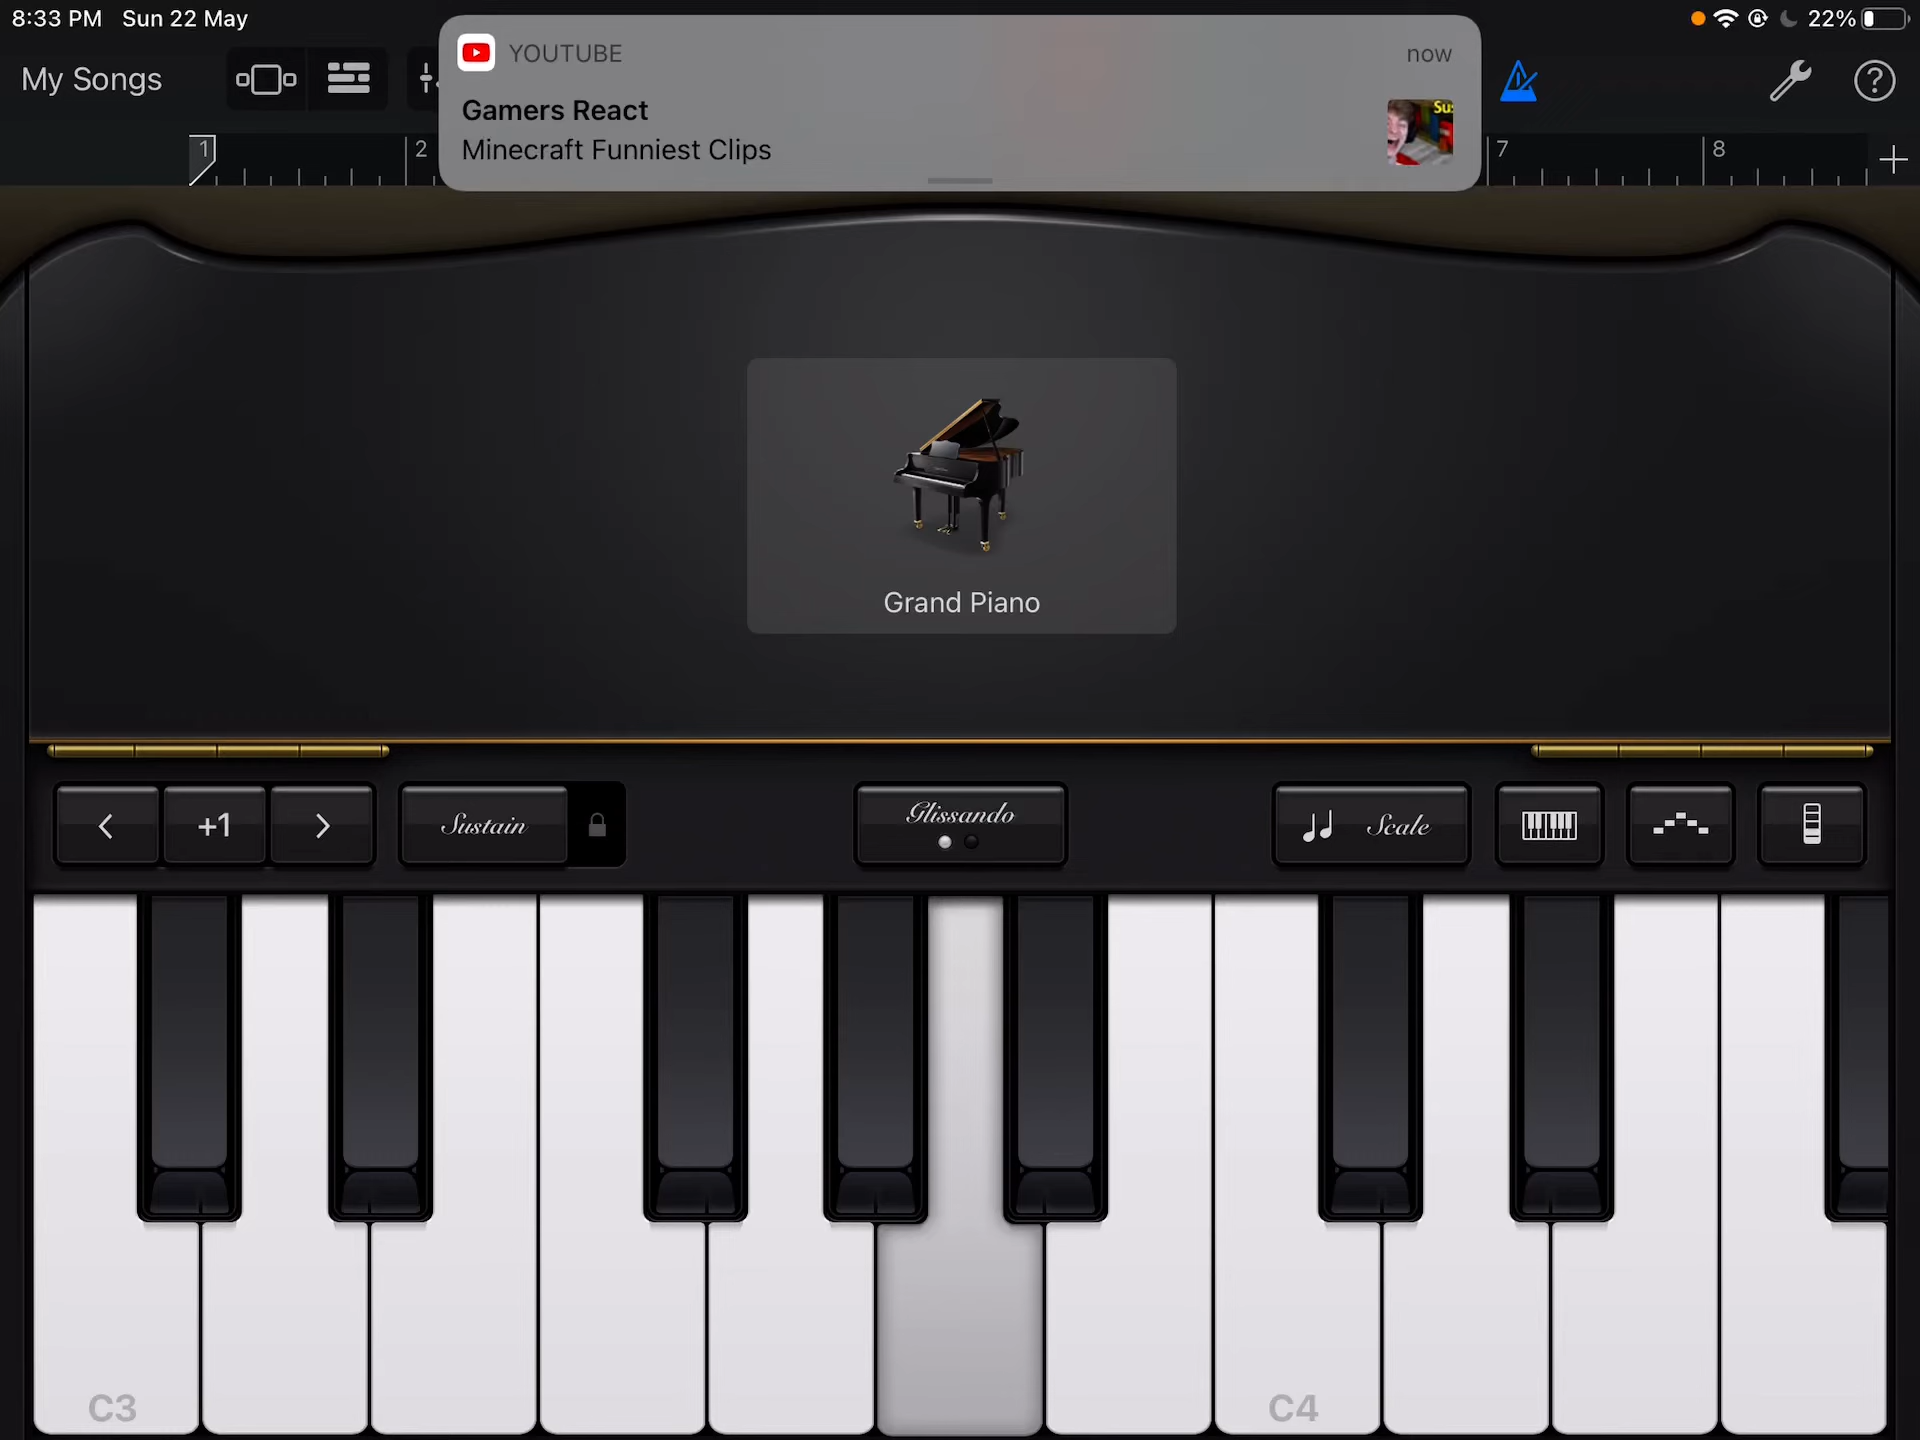 8:33 PM Sun 22 May
22%
YOUTUBE
now
My Songs
Gamers React
Minecraft Funniest Clips
Su
1
2
7
8
Grand Piano
+1
Sustain
Glissando
Scale
C3
C4